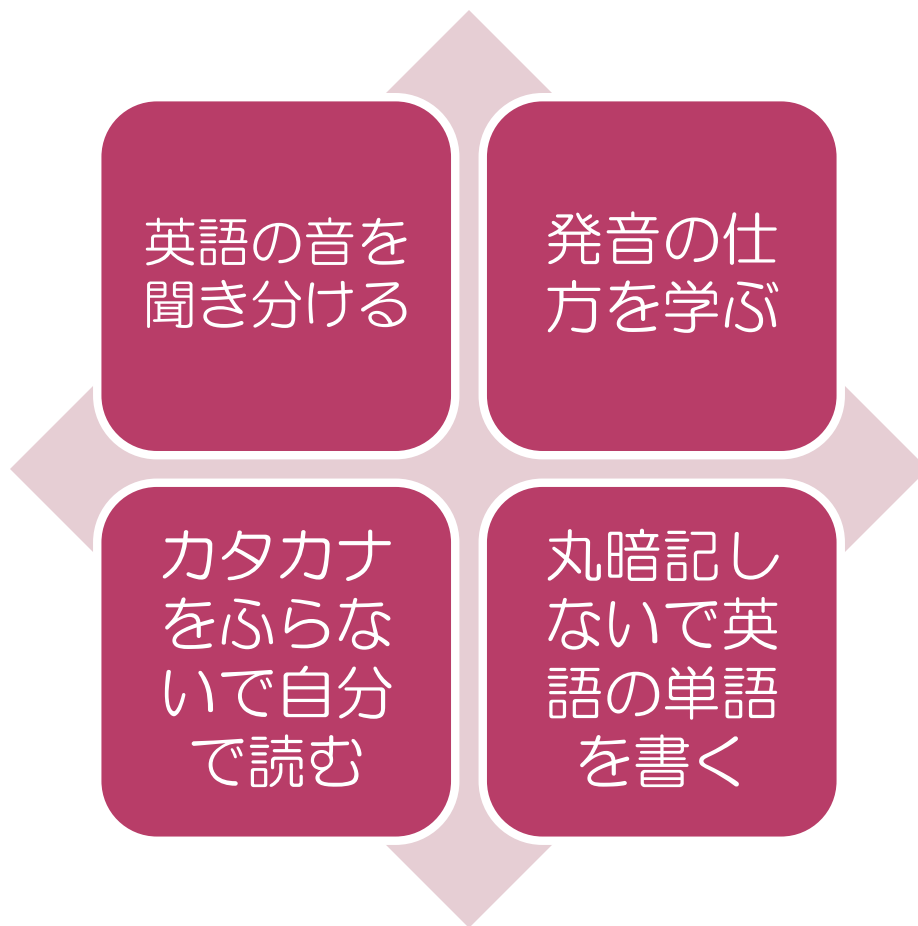 英語の音を
聞き分ける
発音の仕
方を学ぶ
カタカナ
をふらな
いで自分
で読む
丸暗記し
ないで英
語の単語
を書く